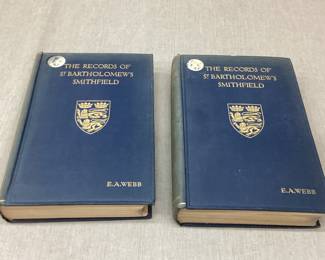 THE RECORDS OF
ST BARTHOLOMEW'S
SMITHFIELD
E.A.WEBB
THE RECORDS OF
ST BARTHOLOMEW'S
SMITHFIELD
E.A.WEBB